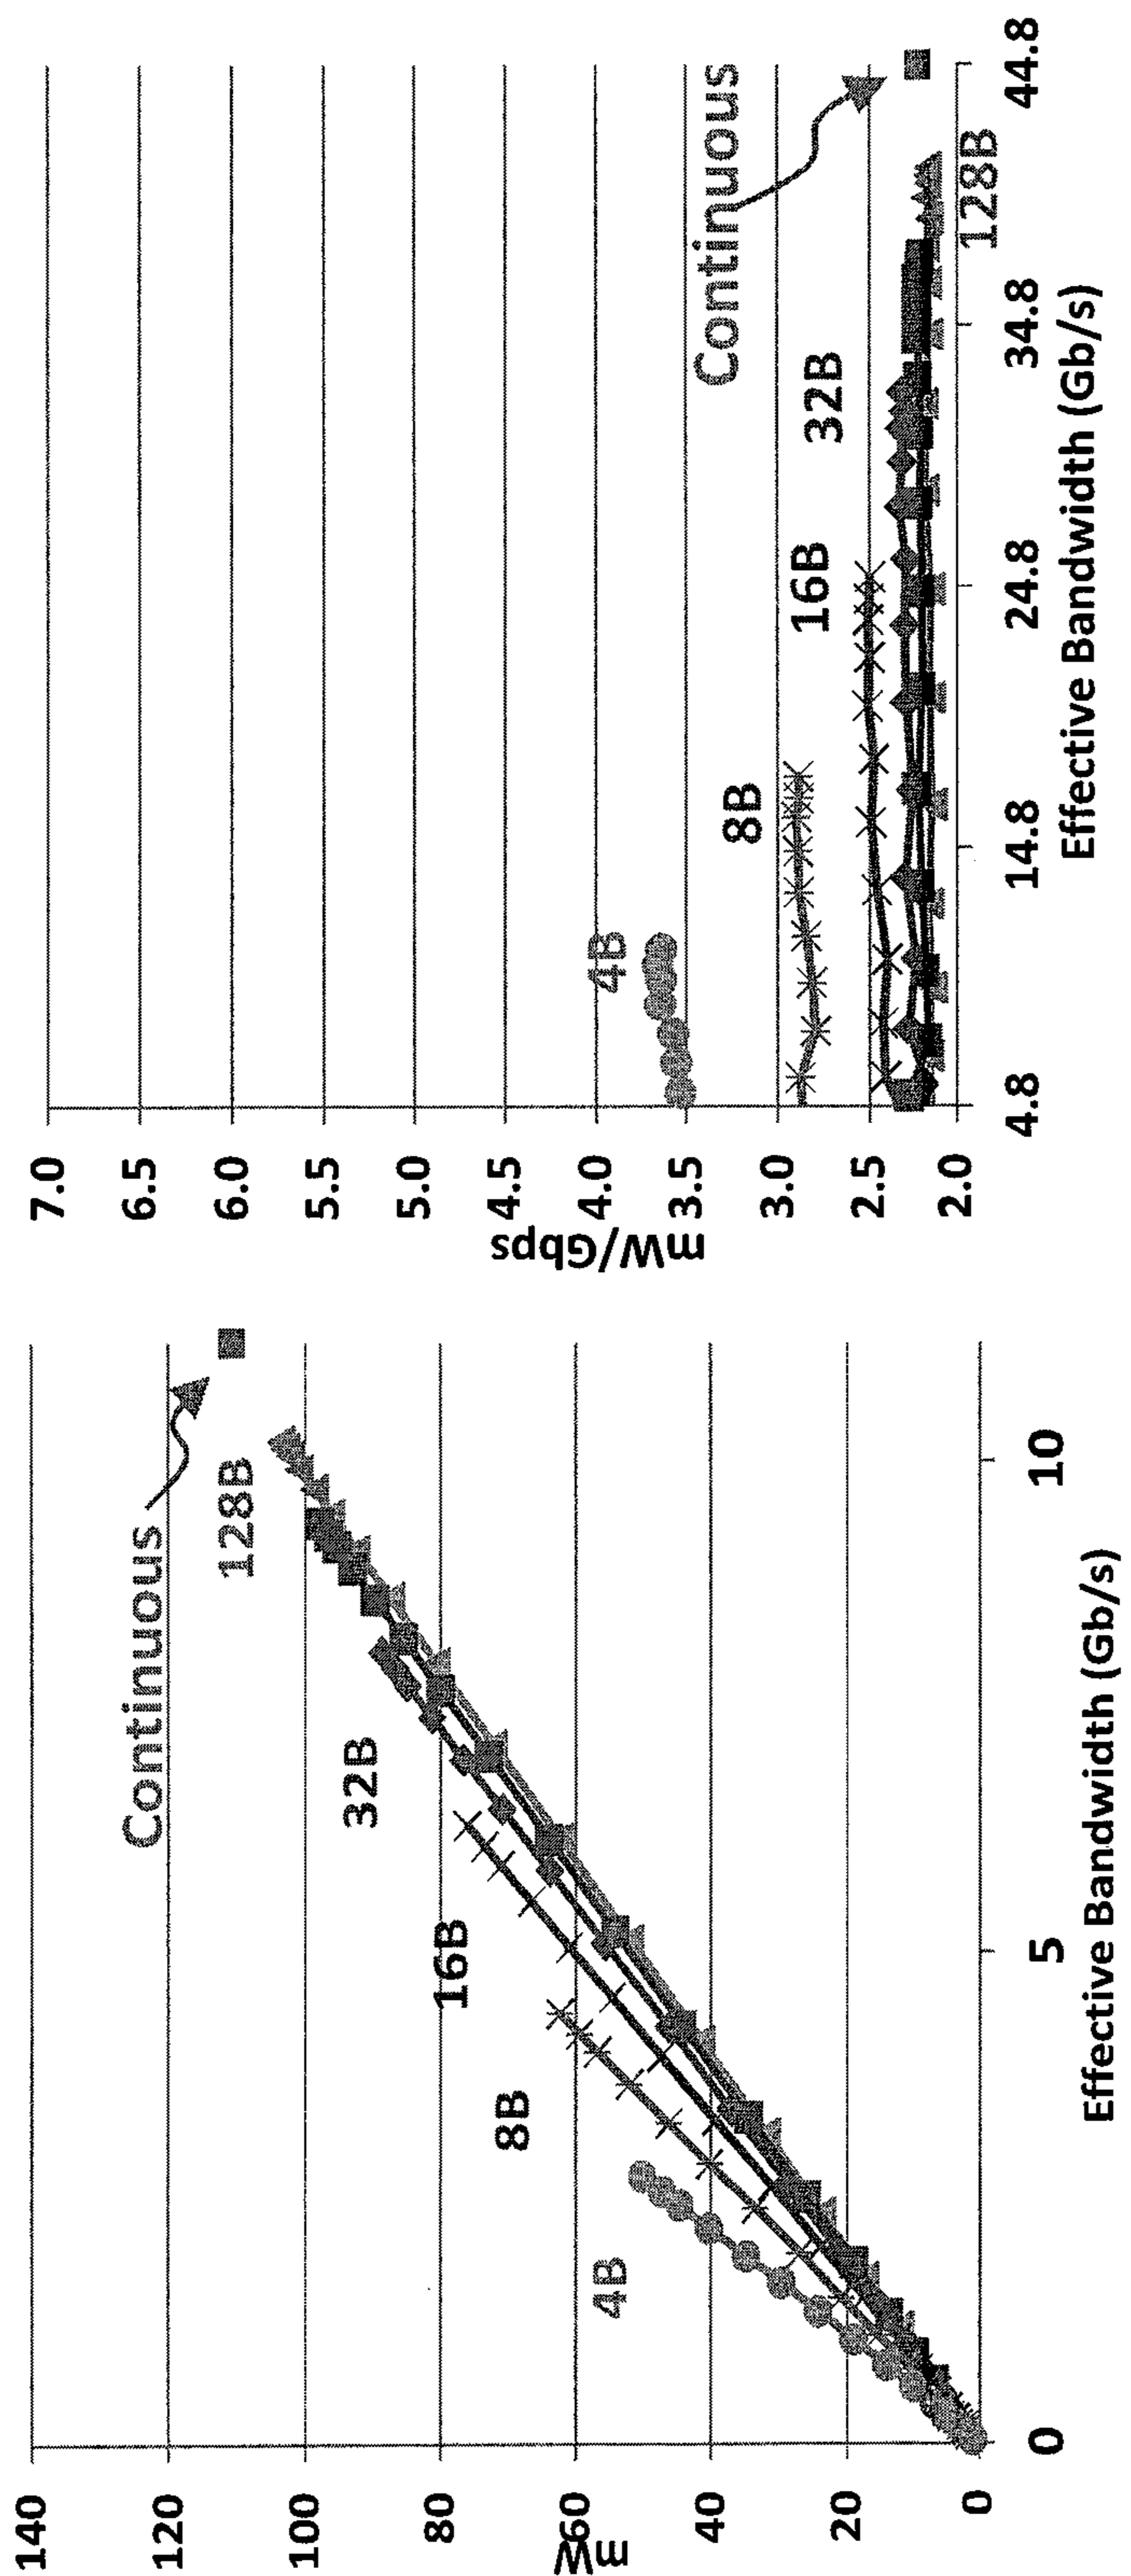 140
120
100
80
60
40
20
0
mW
Continuous
128B
32B
16B
8B
4B
0
5
10
Effective Bandwidth (Gb/s)
7.0
6.5
6.0
5.5
5.0
4.5
4.0
3.5
3.0
2.5
2.0
mW/Gbps
Continuous
4B
8B
16B
32B
128B
4.8
14.8
24.8
34.8
44.8
Effective Bandwidth (Gb/s)